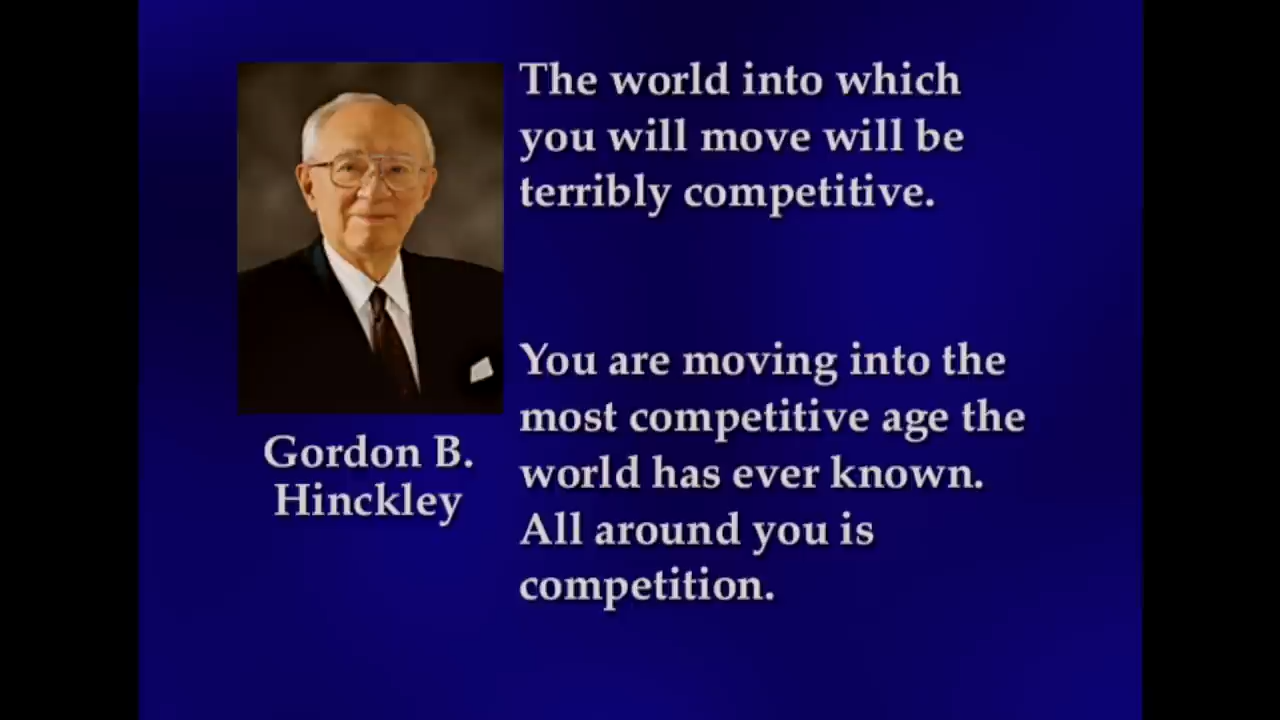 The world into which
you will move will be
terribly competitive.
You are moving into the
most competitive age the
world has ever known.
All around you is
competition.
Gordon B.
Hinckley